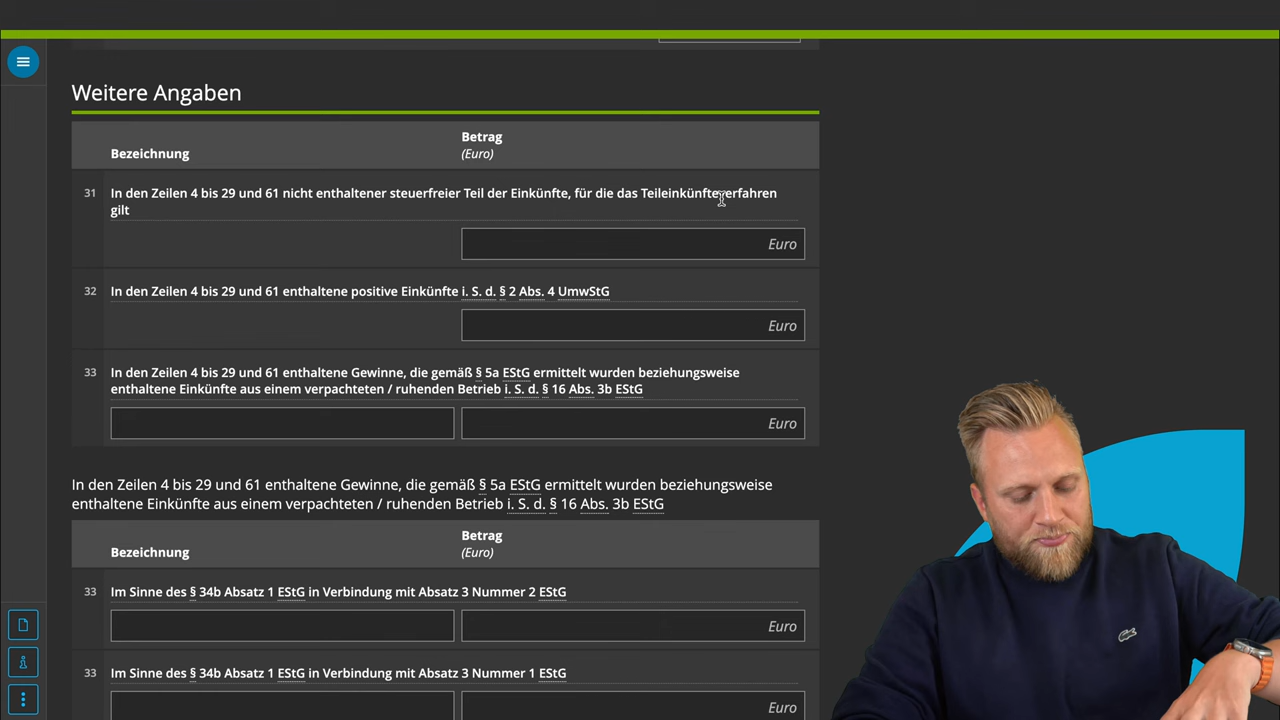 Weitere Angaben
Bezeichnung
Betrag
(Euro)
31
In den Zeilen 4 bis 29 und 61 nicht enthaltener steuerfreier Teil der Einkünfte, für die das Teileinkünfteverfahren
gilt
Euro
32
In den Zeilen 4 bis 29 und 61 enthaltene positive Einkünfte i. S. d. § 2 Abs. 4 UmwStG
Euro
33
In den Zeilen 4 bis 29 und 61 enthaltene Gewinne, die gemäß § 5a EStG ermittelt wurden beziehungsweise
enthaltene Einkünfte aus einem verpachteten / ruhenden Betrieb i. S. d. § 16 Abs. 3b EStG
Euro
In den Zeilen 4 bis 29 und 61 enthaltene Gewinne, die gemäß § 5a EStG ermittelt wurden beziehungsweise
enthaltene Einkünfte aus einem verpachteten / ruhenden Betrieb i. S. d. § 16 Abs. 3b EStG
Bezeichnung
Betrag
(Euro)
33
Im Sinne des § 34b Absatz 1 EStG in Verbindung mit Absatz 3 Nummer 2 EStG
Euro
33
Im Sinne des § 34b Absatz 1 EStG in Verbindung mit Absatz 3 Nummer 1 EStG
Euro